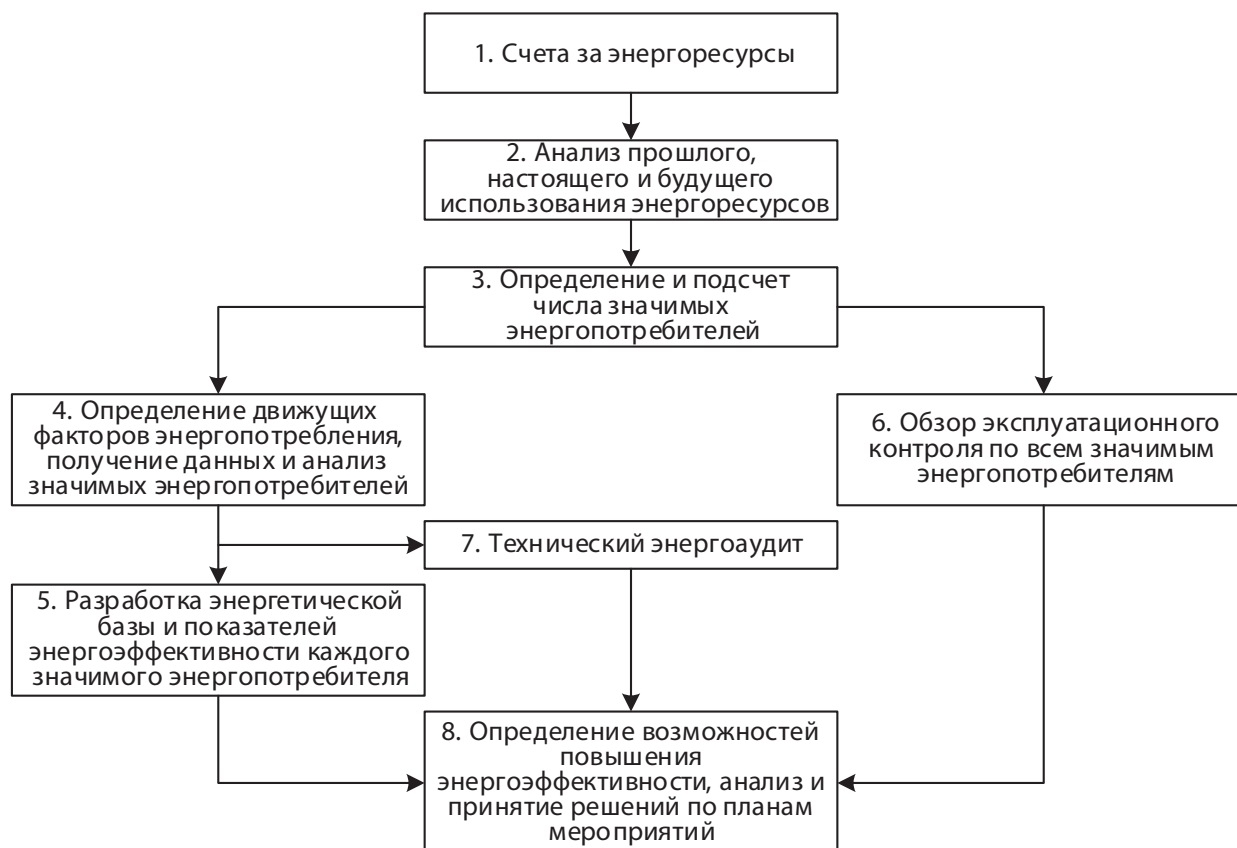 1. Счета за энергоресурсы
2. Анализ прошлого,
настоящего и будущего
использования энергоресурсов
3. Определение и подсчет
числа значимых
энергопотребителей
4. Определение движущих
факторов энергопотребления,
получение данных и анализ
значимых энергопотребителей
6. Обзор эксплуатационного
контроля по всем значимым
энергопотребителям
7. Технический энергоаудит
5. Разработка энергетической
базы и показателей
энергоэффективности каждого
значимого энергопотребителя
8. Определение возможностей
повышения
энергоэффективности, анализ и
принятие решений по планам
мероприятий